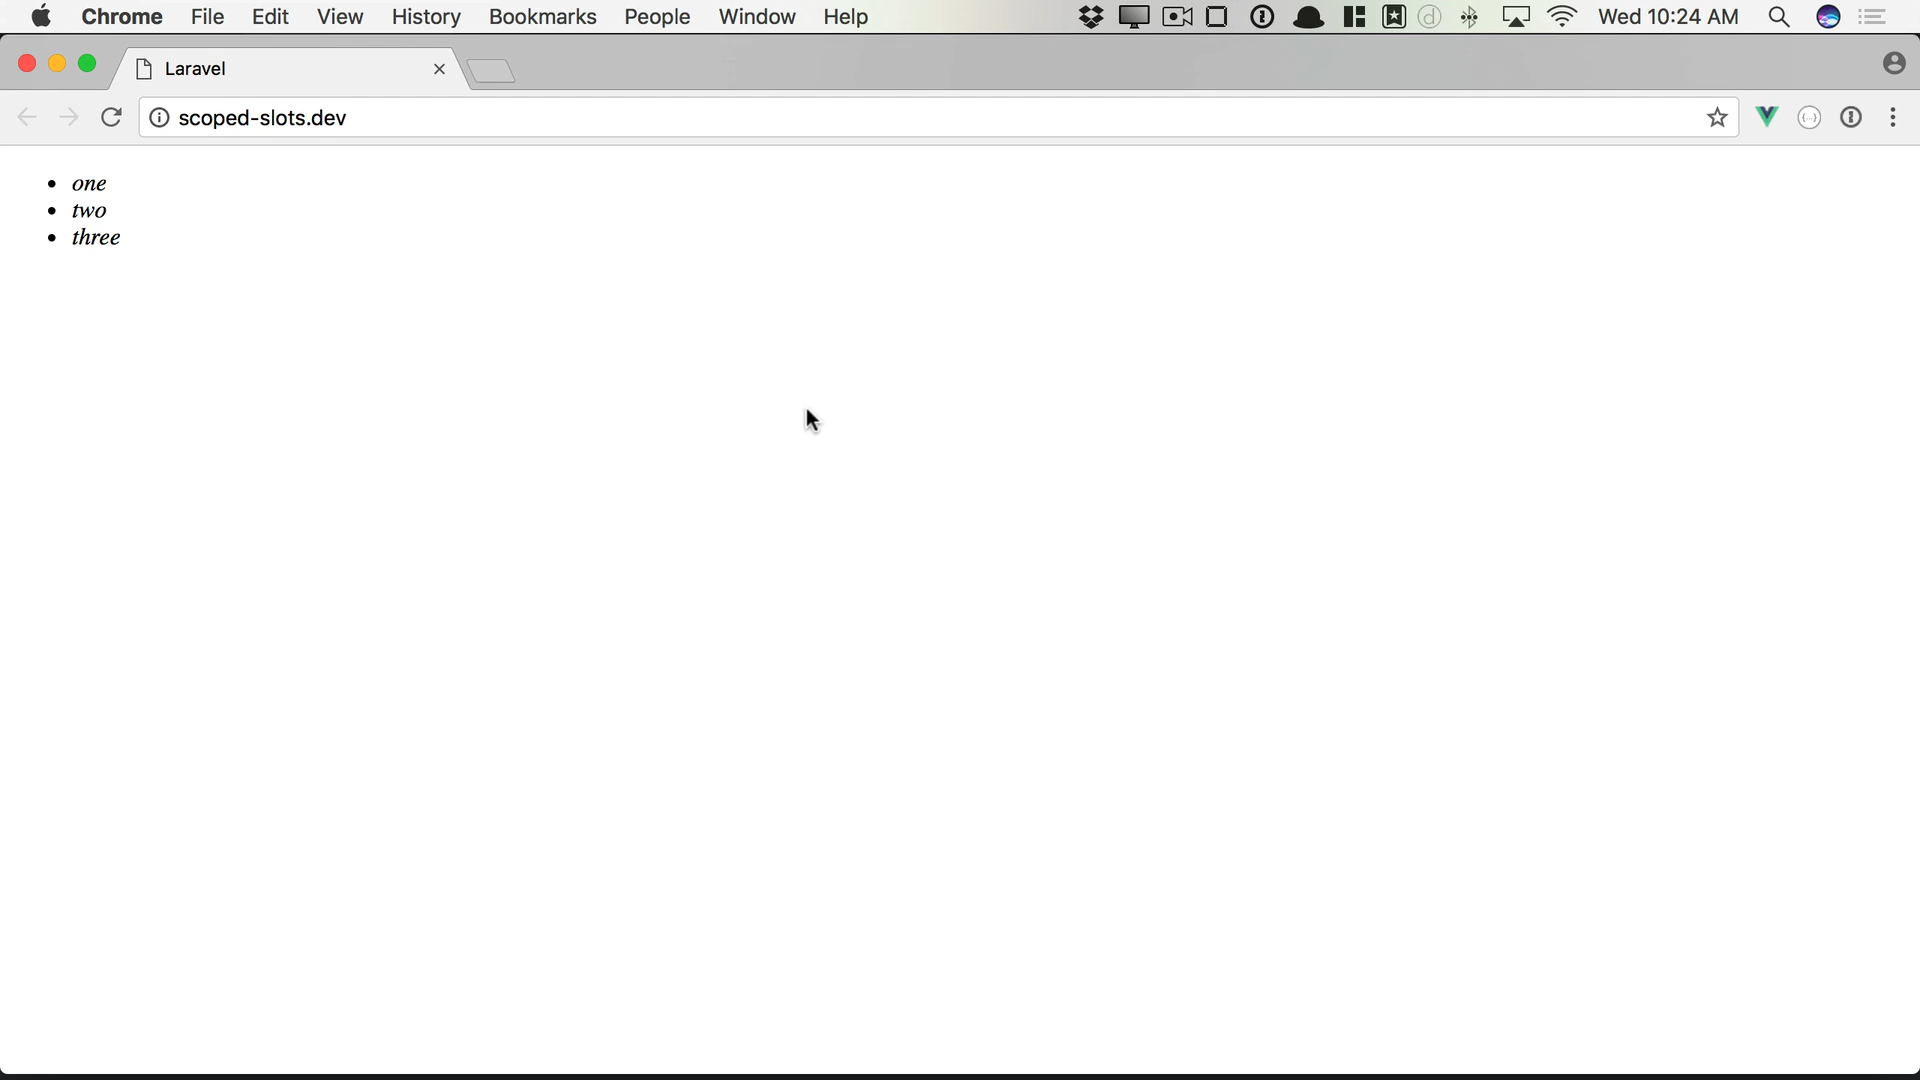 Chrome File Edit View History Bookmarks People Window Help Wed 10:24 AM
Laravel
scoped-slots.dev
one
two
three